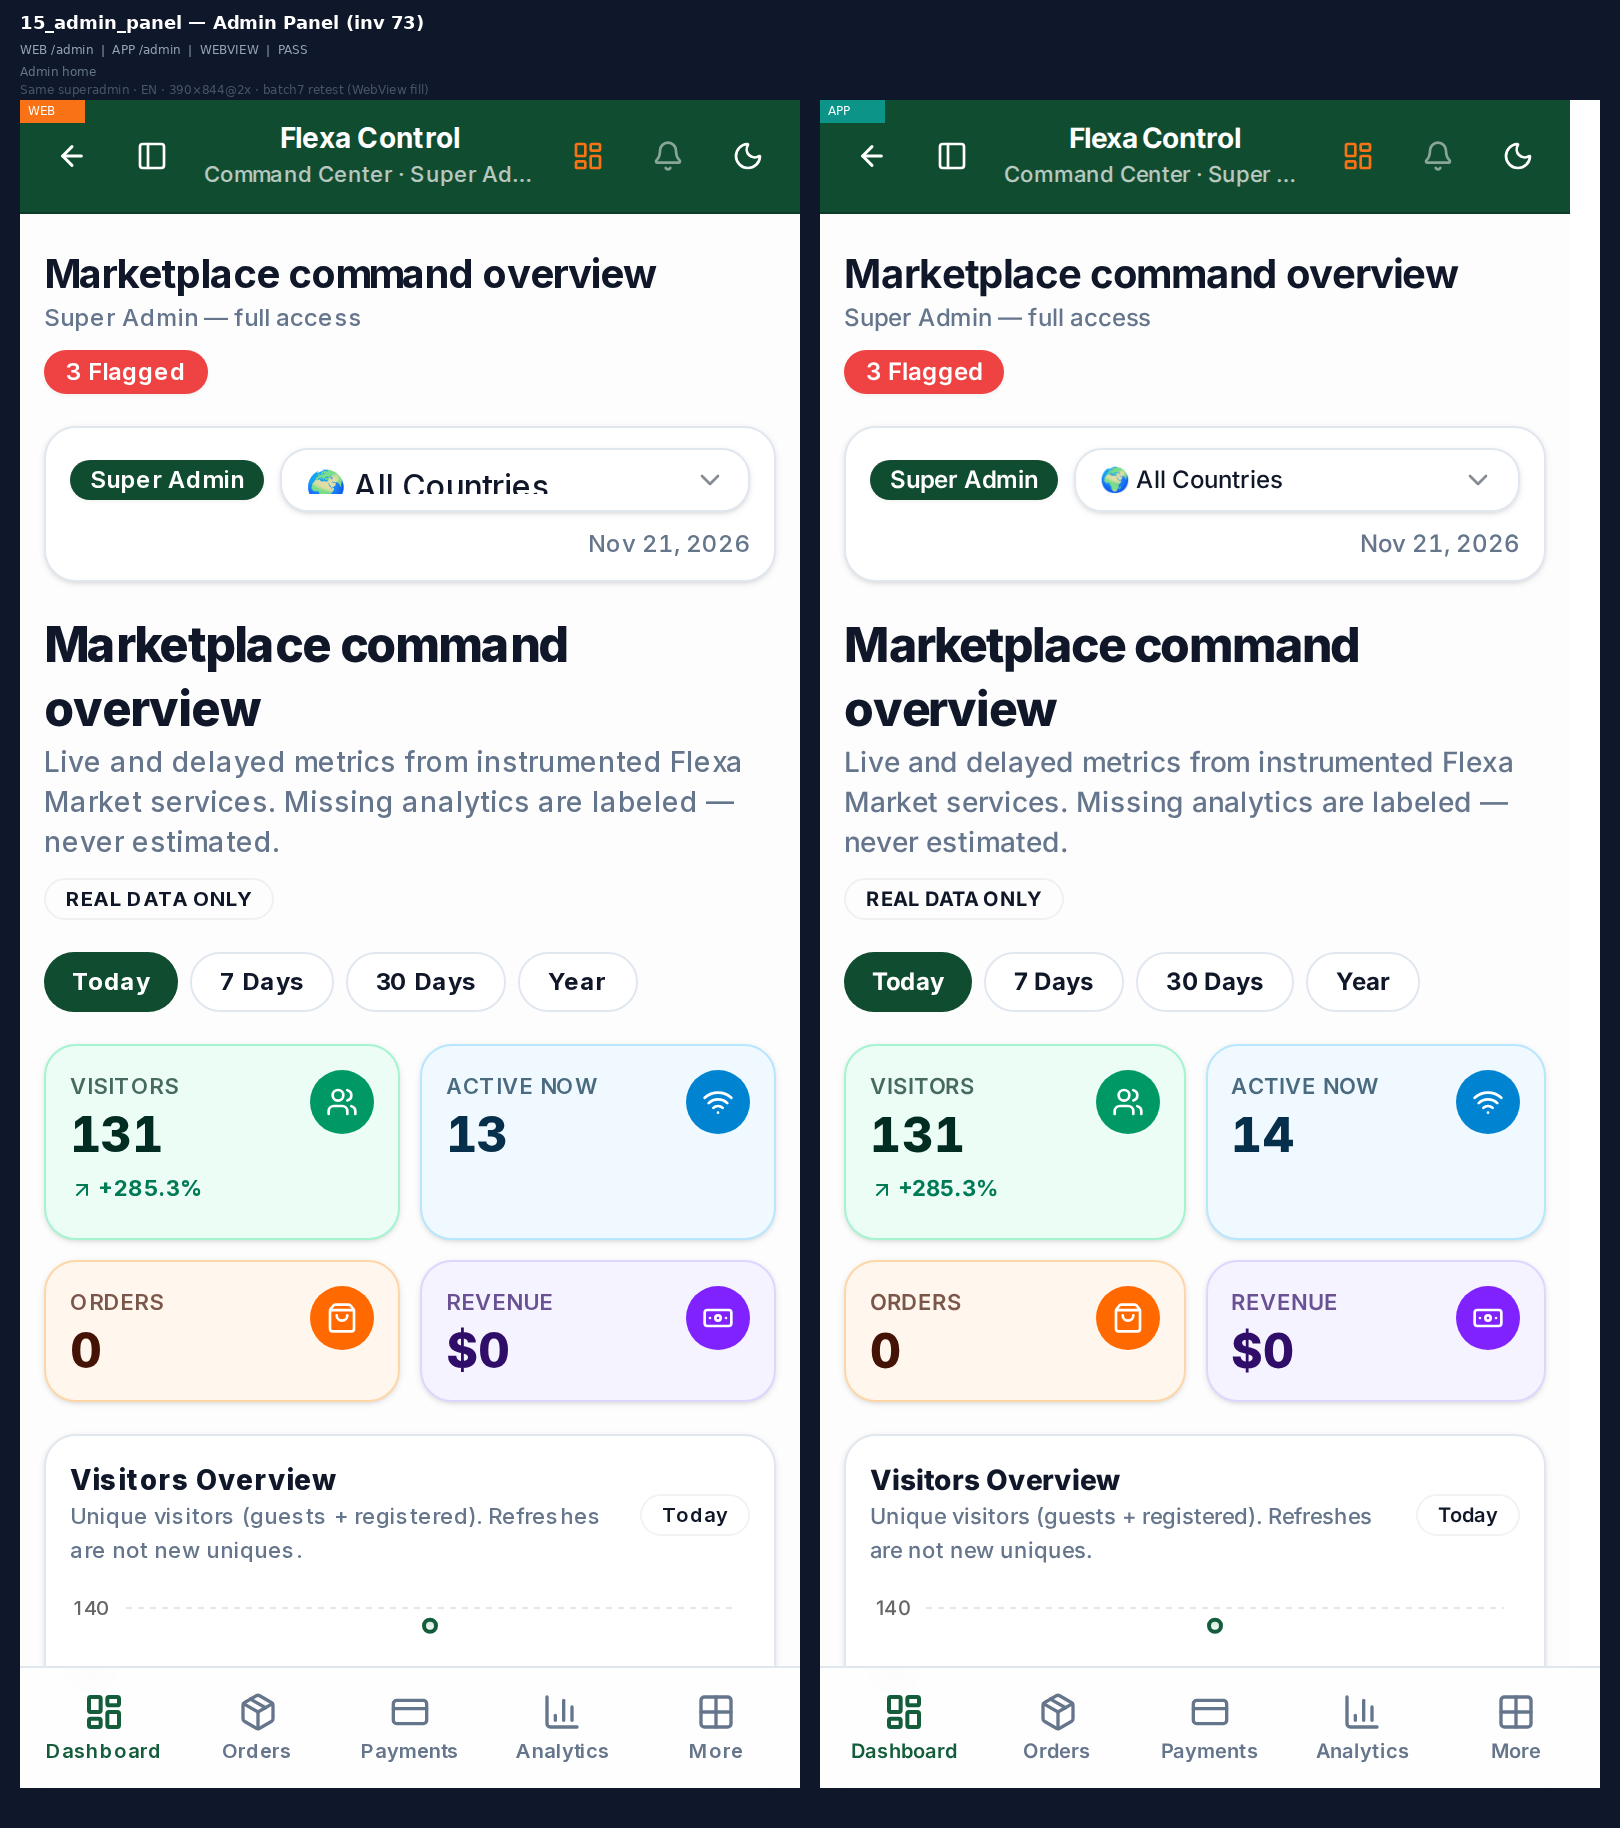 15_admin_panel — Admin Panel (inv 73)
WEB /admin | APP /admin | WEBVIEW | PASS
Admin home
Same superadmin · EN · 390×844@2x · batch7 retest (WebView fill)
WEB
Flexa Control
Command Center · Super Ad...
Marketplace command overview
Super Admin — full access
3 Flagged
Super Admin
All Countries
Nov 21, 2026
Marketplace command
overview
Live and delayed metrics from instrumented Flexa
Market services. Missing analytics are labeled —
never estimated.
REAL DATA ONLY
Today 7 Days 30 Days Year
VISITORS
131
+285.3%
ACTIVE NOW
13
ORDERS
0
REVENUE
$0
Visitors Overview
Unique visitors (guests + registered). Refreshes
are not new uniques.
Today
140
Dashboard Orders Payments Analytics More
APP
Flexa Control
Command Center · Super ...
Marketplace command overview
Super Admin — full access
3 Flagged
Super Admin
All Countries
Nov 21, 2026
Marketplace command
overview
Live and delayed metrics from instrumented Flexa
Market services. Missing analytics are labeled —
never estimated.
REAL DATA ONLY
Today 7 Days 30 Days Year
VISITORS
131
+285.3%
ACTIVE NOW
14
ORDERS
0
REVENUE
$0
Visitors Overview
Unique visitors (guests + registered). Refreshes
are not new uniques.
Today
140
Dashboard Orders Payments Analytics More